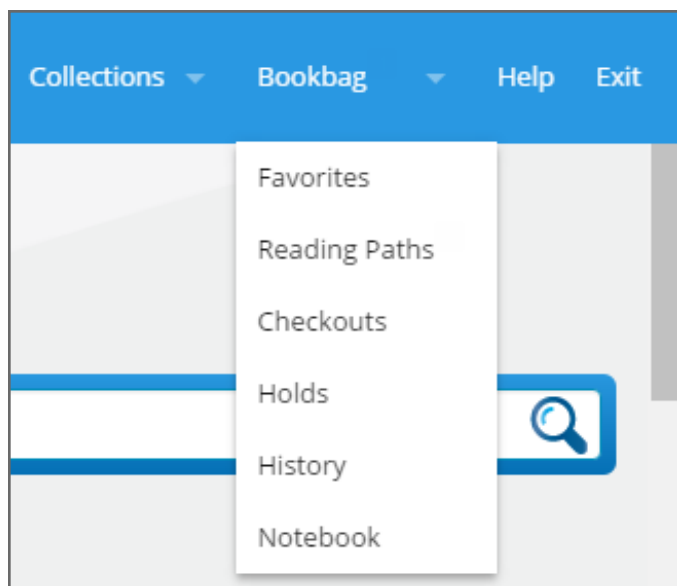 Collections Bookbag Help Exit
Favorites
Reading Paths
Checkouts
Holds
History
Notebook